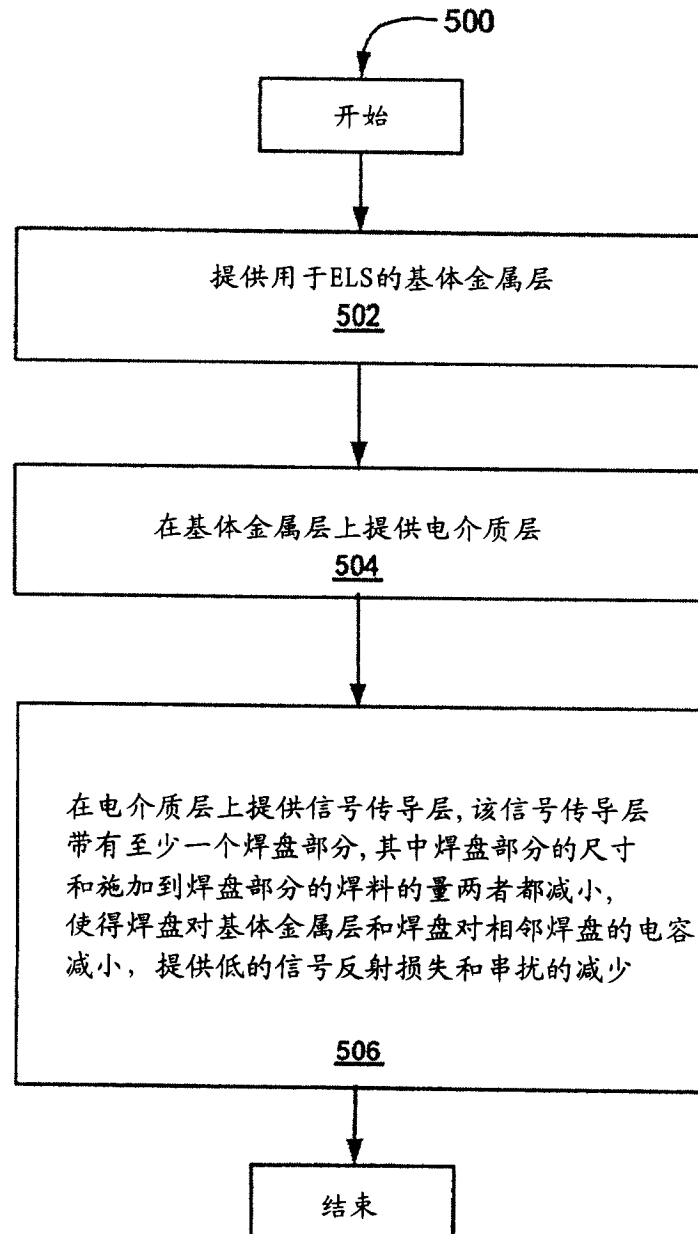 500
开始
提供用于ELS的基体金属层
502
在基体金属层上提供电介质层
504
在电介质层上提供信号传导层,该信号传导层
带有至少一个焊盘部分,其中焊盘部分的尺寸
和施加到焊盘部分的焊料的量两者都减小,
使得焊盘对基体金属层和焊盘对相邻焊盘的电容
减小，提供低的信号反射损失和串扰的减少
506
结束